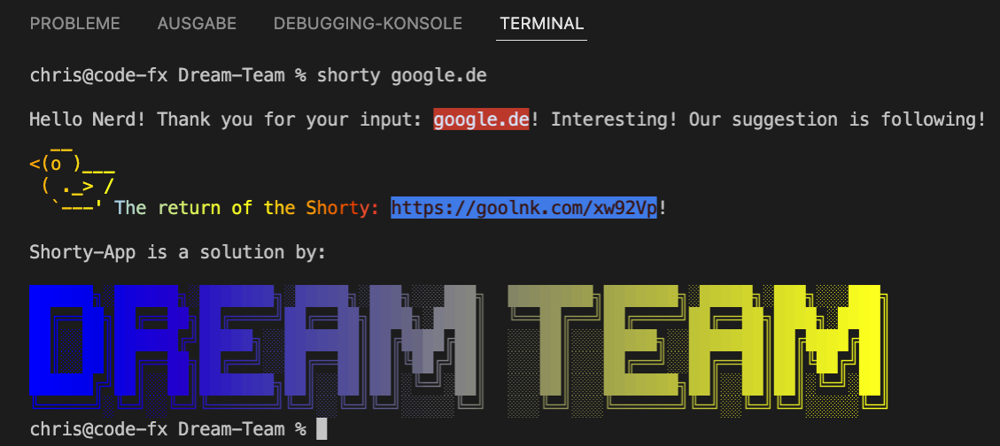 PROBLEME AUSGABE DEBUGGING-KONSOLE TERMINAL
chris@code-fx Dream-Team % shorty google.de
Hello Nerd! Thank you for your input: google.de! Interesting! Our suggestion is following!
__
<(o )___
( ._> /
`---' The return of the Shorty: https://goolnk.com/xw92Vp!
Shorty-App is a solution by:
DREAM TEAM
chris@code-fx Dream-Team %